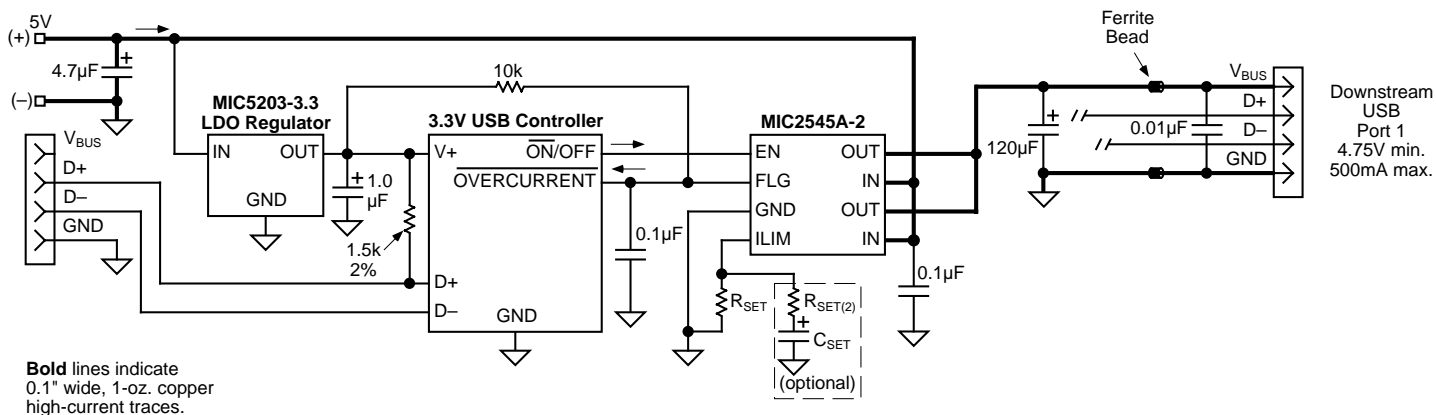 5V
(+)
4.7µF
(–)
MIC5203-3.3
LDO Regulator
IN
OUT
GND
VBUS
D+
D–
GND
10k
1.0
µF
1.5k
2%
3.3V USB Controller
V+
ON/OFF
OVERCURRENT
D+
D–
GND
0.1µF
MIC2545A-2
EN
OUT
FLG
IN
GND
OUT
ILIM
IN
RSET
RSET(2)
CSET
(optional)
0.1µF
Ferrite
Bead
120µF
0.01µF
VBUS
D+
D–
GND
Downstream
USB
Port 1
4.75V min.
500mA max.
Bold lines indicate
0.1" wide, 1-oz. copper
high-current traces.